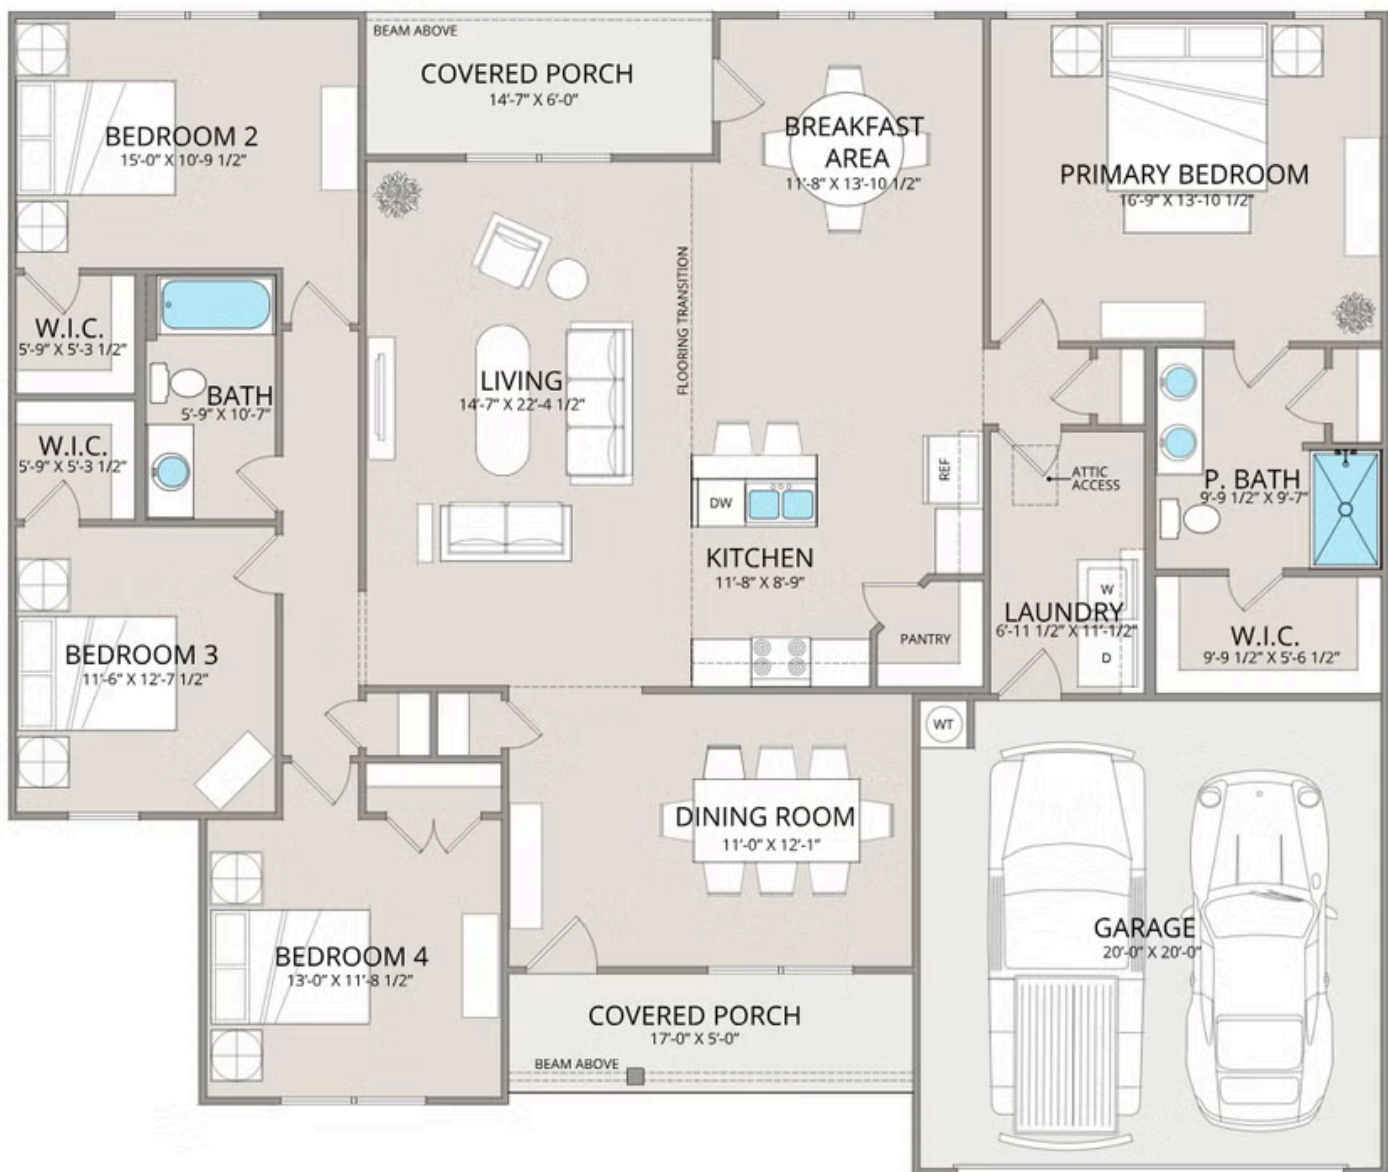 BEAM ABOVE
COVERED PORCH
14'-7" X 6'-0"
BEDROOM 2
15'-0" X 10'-9 1/2"
BREAKFAST
AREA
11'-8" X 13'-10 1/2"
PRIMARY BEDROOM
16'-9" X 13'-10 1/2"
FLOORING TRANSITION
W.I.C.
5'-9" X 5'-3 1/2"
BATH
5'-9" X 10'-7"
LIVING
14'-7" X 22'-4 1/2"
W.I.C.
5'-9" X 5'-3 1/2"
DW
REF
ATTIC
ACCESS
P. BATH
9'-9 1/2" X 9'-7"
KITCHEN
11'-8" X 8'-9"
W
LAUNDRY
6'-11 1/2" X 11'-1/2"
D
PANTRY
W.I.C.
9'-9 1/2" X 5'-6 1/2"
BEDROOM 3
11'-6" X 12'-7 1/2"
WT
DINING ROOM
11'-0" X 12'-1"
GARAGE
20'-0" X 20'-0"
BEDROOM 4
13'-0" X 11'-8 1/2"
COVERED PORCH
17'-0" X 5'-0"
BEAM ABOVE